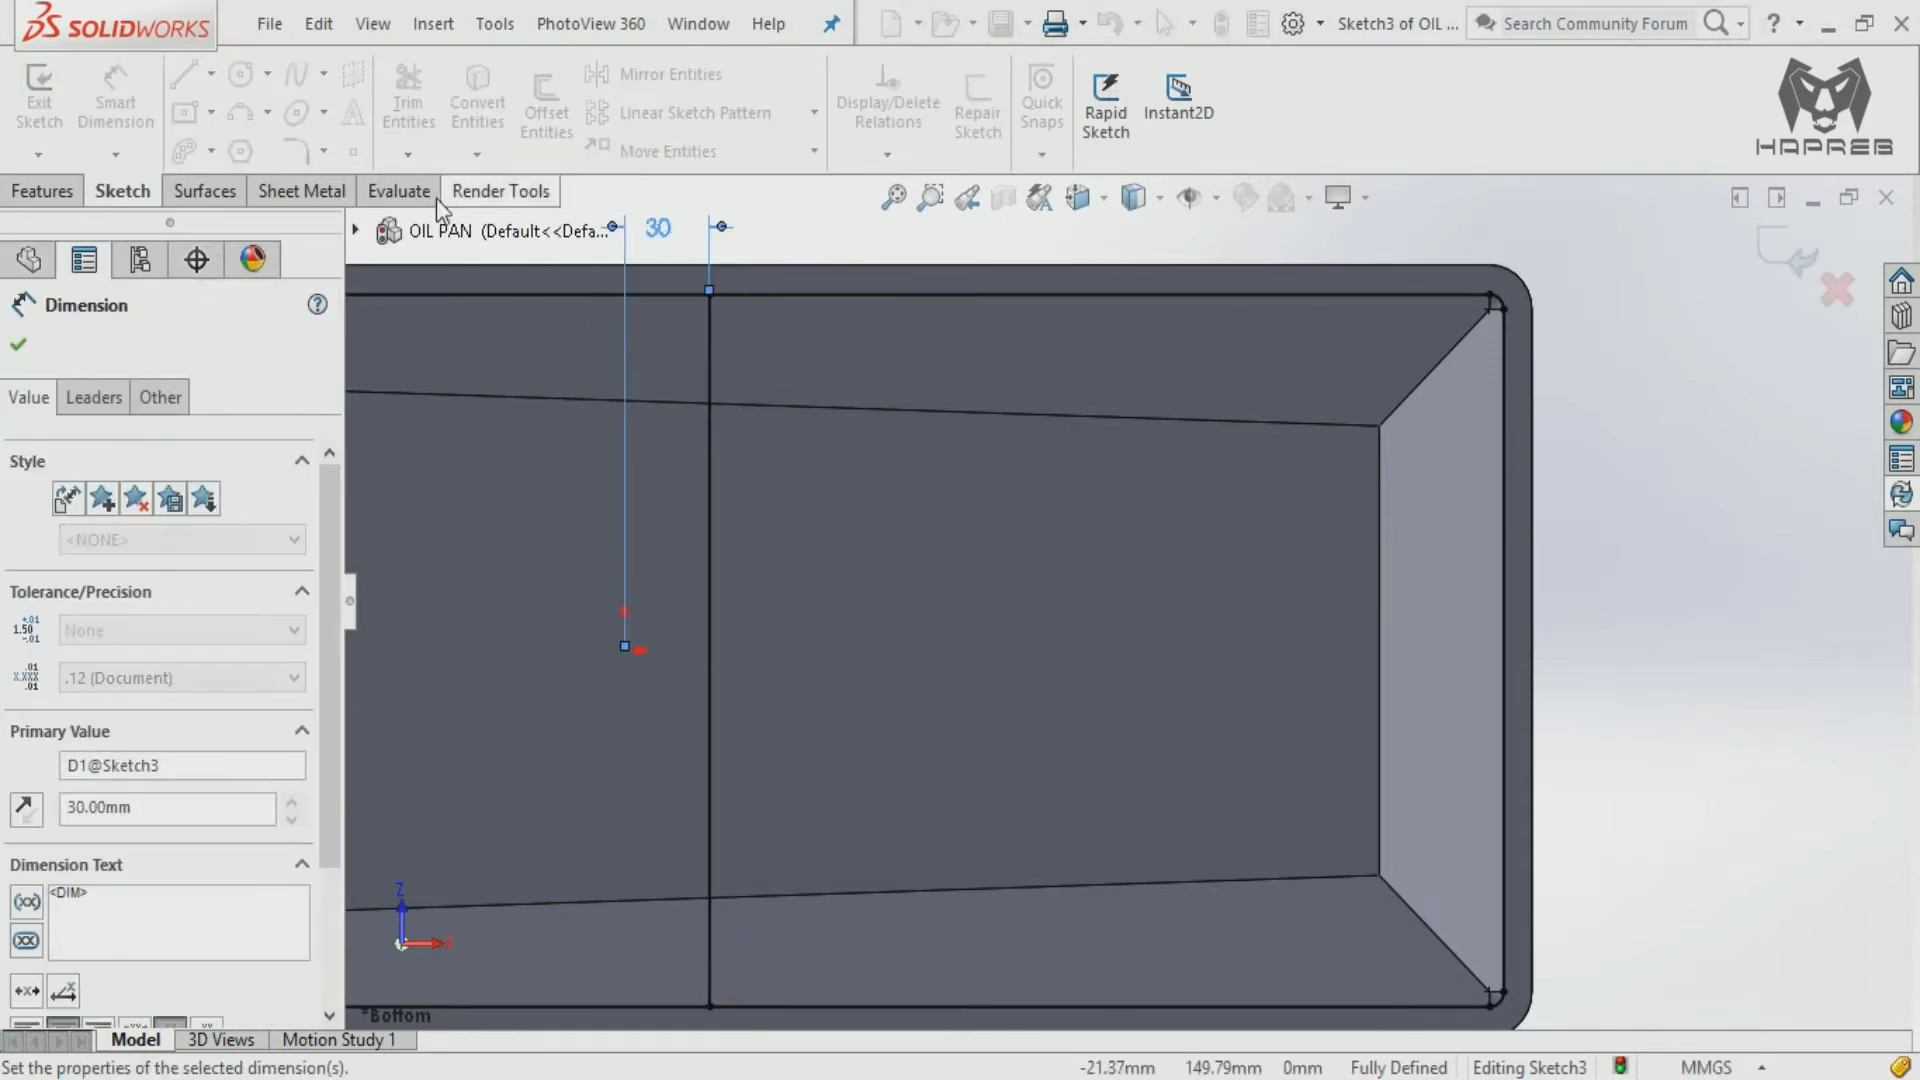 SOLIDWORKS
File Edit View Insert Tools PhotoView 360 Window Help
Sketch3 of OIL ...
Search Community Forum
?
Exit Sketch
Smart Dimension
Trim Entities
Convert Entities
Offset Entities
Mirror Entities
Linear Sketch Pattern
Move Entities
Display/Delete Relations
Repair Sketch
Quick Snaps
Rapid Sketch
Instant2D
HAPREB
Features Sketch Surfaces Sheet Metal Evaluate Render Tools
OIL PAN (Default<<Defa...
30
Dimension
?
Value Leaders Other
Style
<NONE>
Tolerance/Precision
None
.12 (Document)
Primary Value
D1@Sketch3
30.00mm
Dimension Text
<DIM>
Z
X
*Bottom
Model 3D Views Motion Study 1
Set the properties of the selected dimension(s).
-21.37mm 149.79mm 0mm Fully Defined Editing Sketch3 MMGS